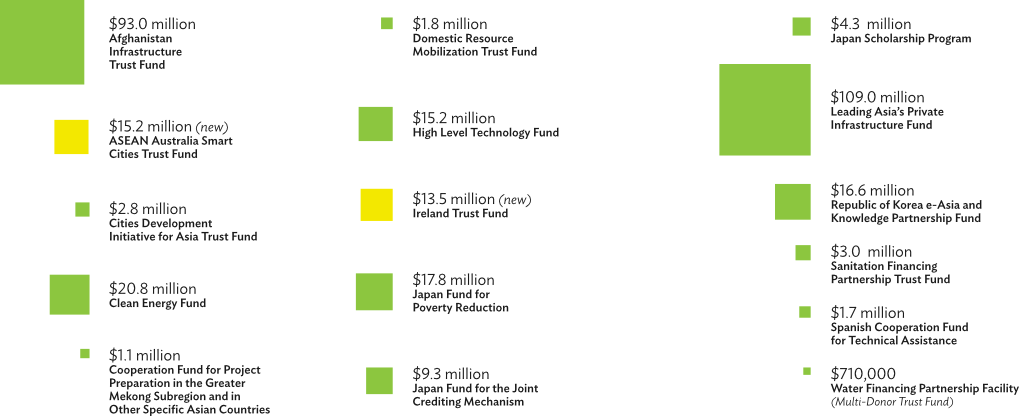 $93.0 million
Afghanistan
Infrastructure
Trust Fund
$15.2 million (new)
ASEAN Australia Smart
Cities Trust Fund
$2.8 million
Cities Development
Initiative for Asia Trust Fund
$20.8 million
Clean Energy Fund
$1.1 million
Cooperation Fund for Project
Preparation in the Greater
Mekong Subregion and in
Other Specific Asian Countries
$1.8 million
Domestic Resource
Mobilization Trust Fund
$15.2 million
High Level Technology Fund
$13.5 million (new)
Ireland Trust Fund
$17.8 million
Japan Fund for
Poverty Reduction
$9.3 million
Japan Fund for the Joint
Crediting Mechanism
$4.3 million
Japan Scholarship Program
$109.0 million
Leading Asia's Private
Infrastructure Fund
$16.6 million
Republic of Korea e-Asia and
Knowledge Partnership Fund
$3.0 million
Sanitation Financing
Partnership Trust Fund
$1.7 million
Spanish Cooperation Fund
for Technical Assistance
$710,000
Water Financing Partnership Facility
(Multi-Donor Trust Fund)